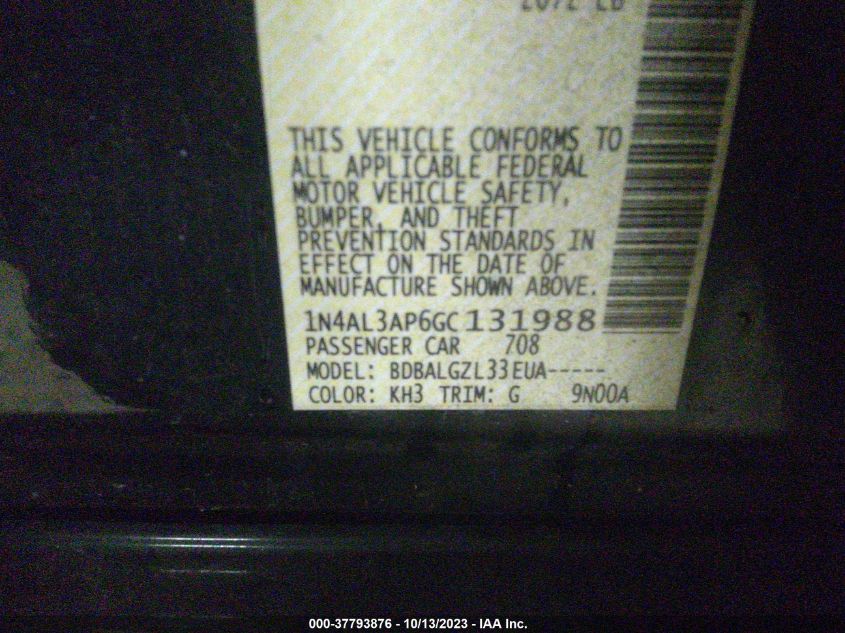 THIS VEHICLE CONFORMS TO
ALL APPLICABLE FEDERAL
MOTOR VEHICLE SAFETY,
BUMPER, AND THEFT
PREVENTION STANDARDS IN
EFFECT ON THE DATE OF
MANUFACTURE SHOWN ABOVE.
1N4AL3AP6GC131988
PASSENGER CAR 708
MODEL: BDBALGZL33EUA-----
COLOR: KH3 TRIM: G 9N00A
000-37793876 - 10/13/2023 - IAA Inc.